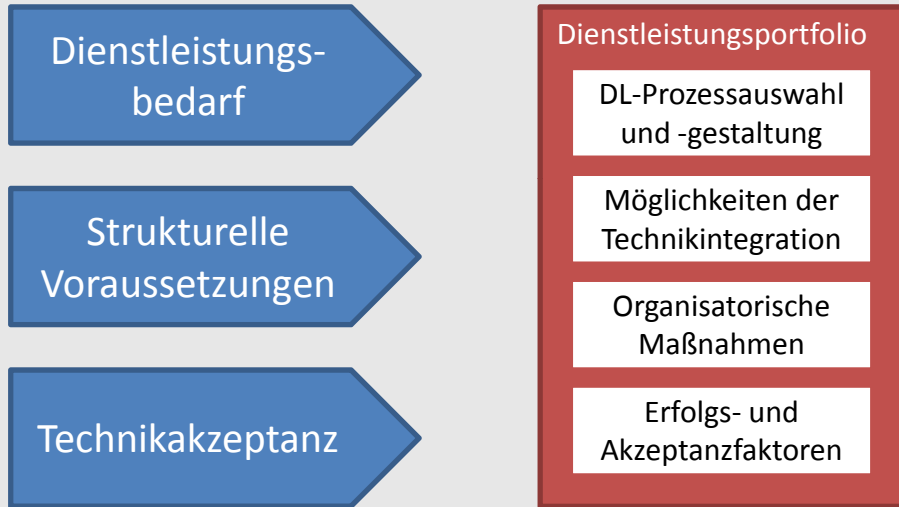 Dienstleistungs-
bedarf
Strukturelle
Voraussetzungen
Technikakzeptanz
Dienstleistungsportfolio
DL-Prozessauswahl
und -gestaltung
Möglichkeiten der
Technikintegration
Organisatorische
Maßnahmen
Erfolgs- und
Akzeptanzfaktoren